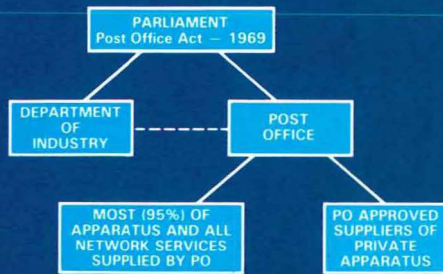 PARLIAMENT
Post Office Act – 1969
DEPARTMENT
OF
INDUSTRY
POST
OFFICE
MOST (95%) OF
APPARATUS AND ALL
NETWORK SERVICES
SUPPLIED BY PO
PO APPROVED
SUPPLIERS OF
PRIVATE
APPARATUS